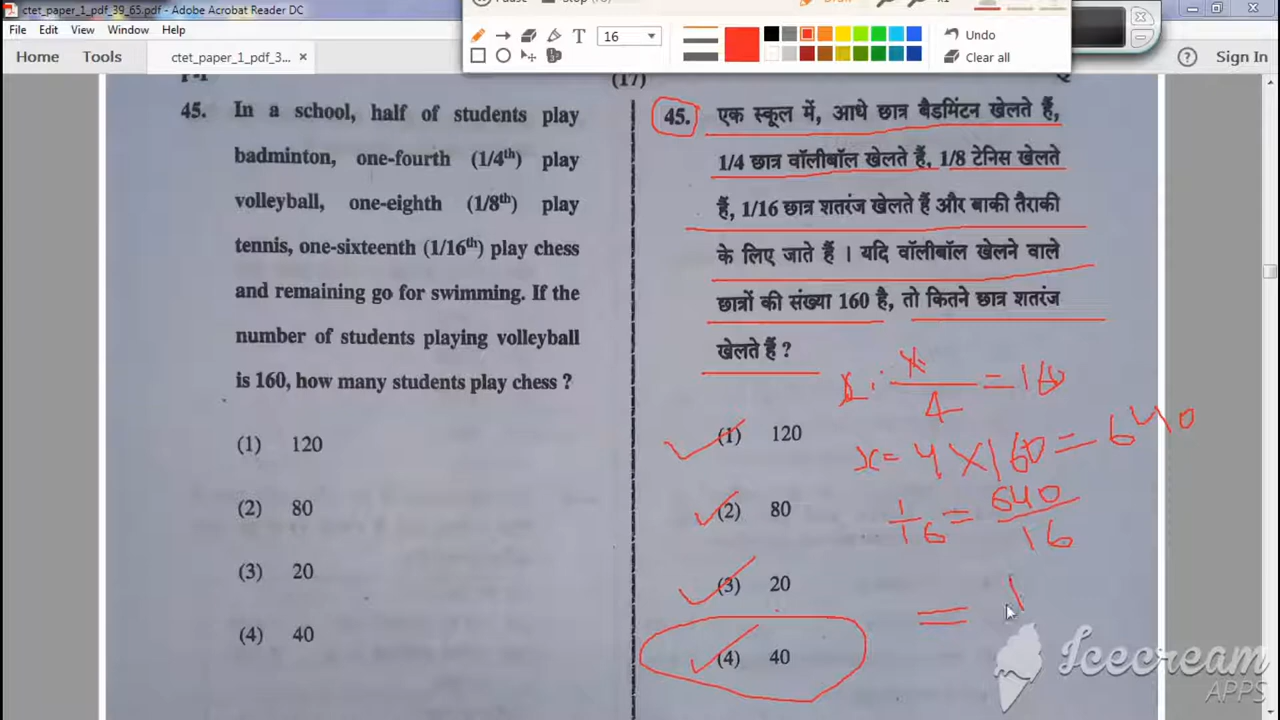 ctet_paper_1_pdf_39_65.pdf - Adobe Acrobat Reader DC
File Edit View Window Help
T 16 Undo
Clear all
Home Tools ctet_paper_1_pdf_3... × Sign In
(17)
45. In a school, half of students play
badminton, one-fourth (1/4th) play
volleyball, one-eighth (1/8th) play
tennis, one-sixteenth (1/16th) play chess
and remaining go for swimming. If the
number of students playing volleyball
is 160, how many students play chess ?
(1) 120
(2) 80
(3) 20
(4) 40
45. एक स्कूल में, आधे छात्र बैडमिंटन खेलते हैं,
1/4 छात्र वॉलीबॉल खेलते हैं, 1/8 टेनिस खेलते
हैं, 1/16 छात्र शतरंज खेलते हैं और बाकी तैराकी
के लिए जाते हैं । यदि वॉलीबॉल खेलने वाले
छात्रों की संख्या 160 है, तो कितने छात्र शतरंज
खेलते हैं ?
(1) 120
(2) 80
(3) 20
(4) 40
x/4 = 160
x = 4 × 160 = 640
1/16 = 640/16
=
Icecream
APPS